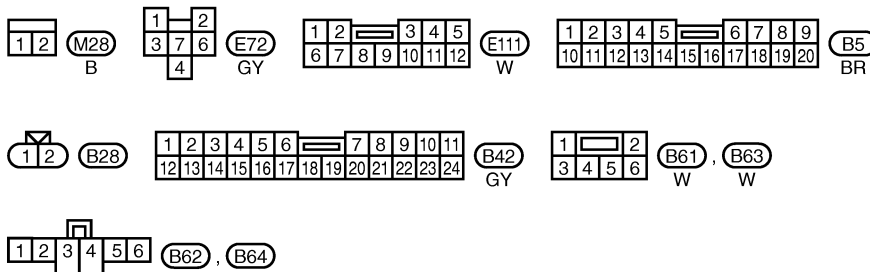 1 2 M28 B
1 2 3 7 6 4 E72 GY
1 2 3 4 5
6 7 8 9 10 11 12 E111 W
1 2 3 4 5 6 7 8 9
10 11 12 13 14 15 16 17 18 19 20 B5 BR
1 2 B28
1 2 3 4 5 6 7 8 9 10 11
12 13 14 15 16 17 18 19 20 21 22 23 24 B42 GY
1 2
3 4 5 6 B61 W , B63 W
1 2 3 4 5 6 B62 , B64